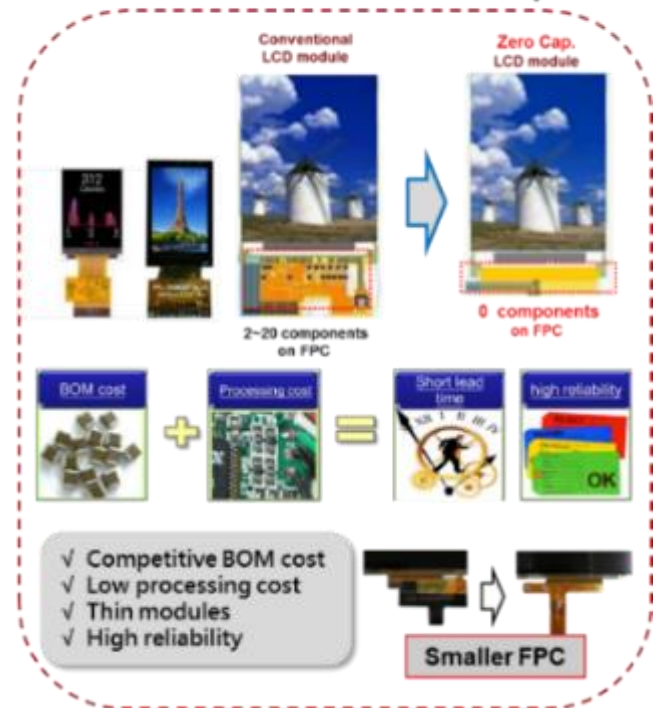 Conventional
LCD module
Zero Cap.
LCD module
312
2~20 components
on FPC
0 components
on FPC
BOM cost
Processing cost
Short lead
time
high reliability
OK
√ Competitive BOM cost
√ Low processing cost
√ Thin modules
√ High reliability
Smaller FPC